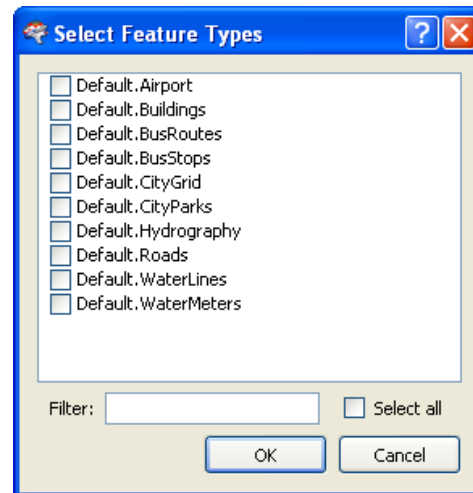 Select Feature Types
?
Default.Airport
Default.Buildings
Default.BusRoutes
Default.BusStops
Default.CityGrid
Default.CityParks
Default.Hydrography
Default.Roads
Default.WaterLines
Default.WaterMeters
Filter: Select all
OK Cancel